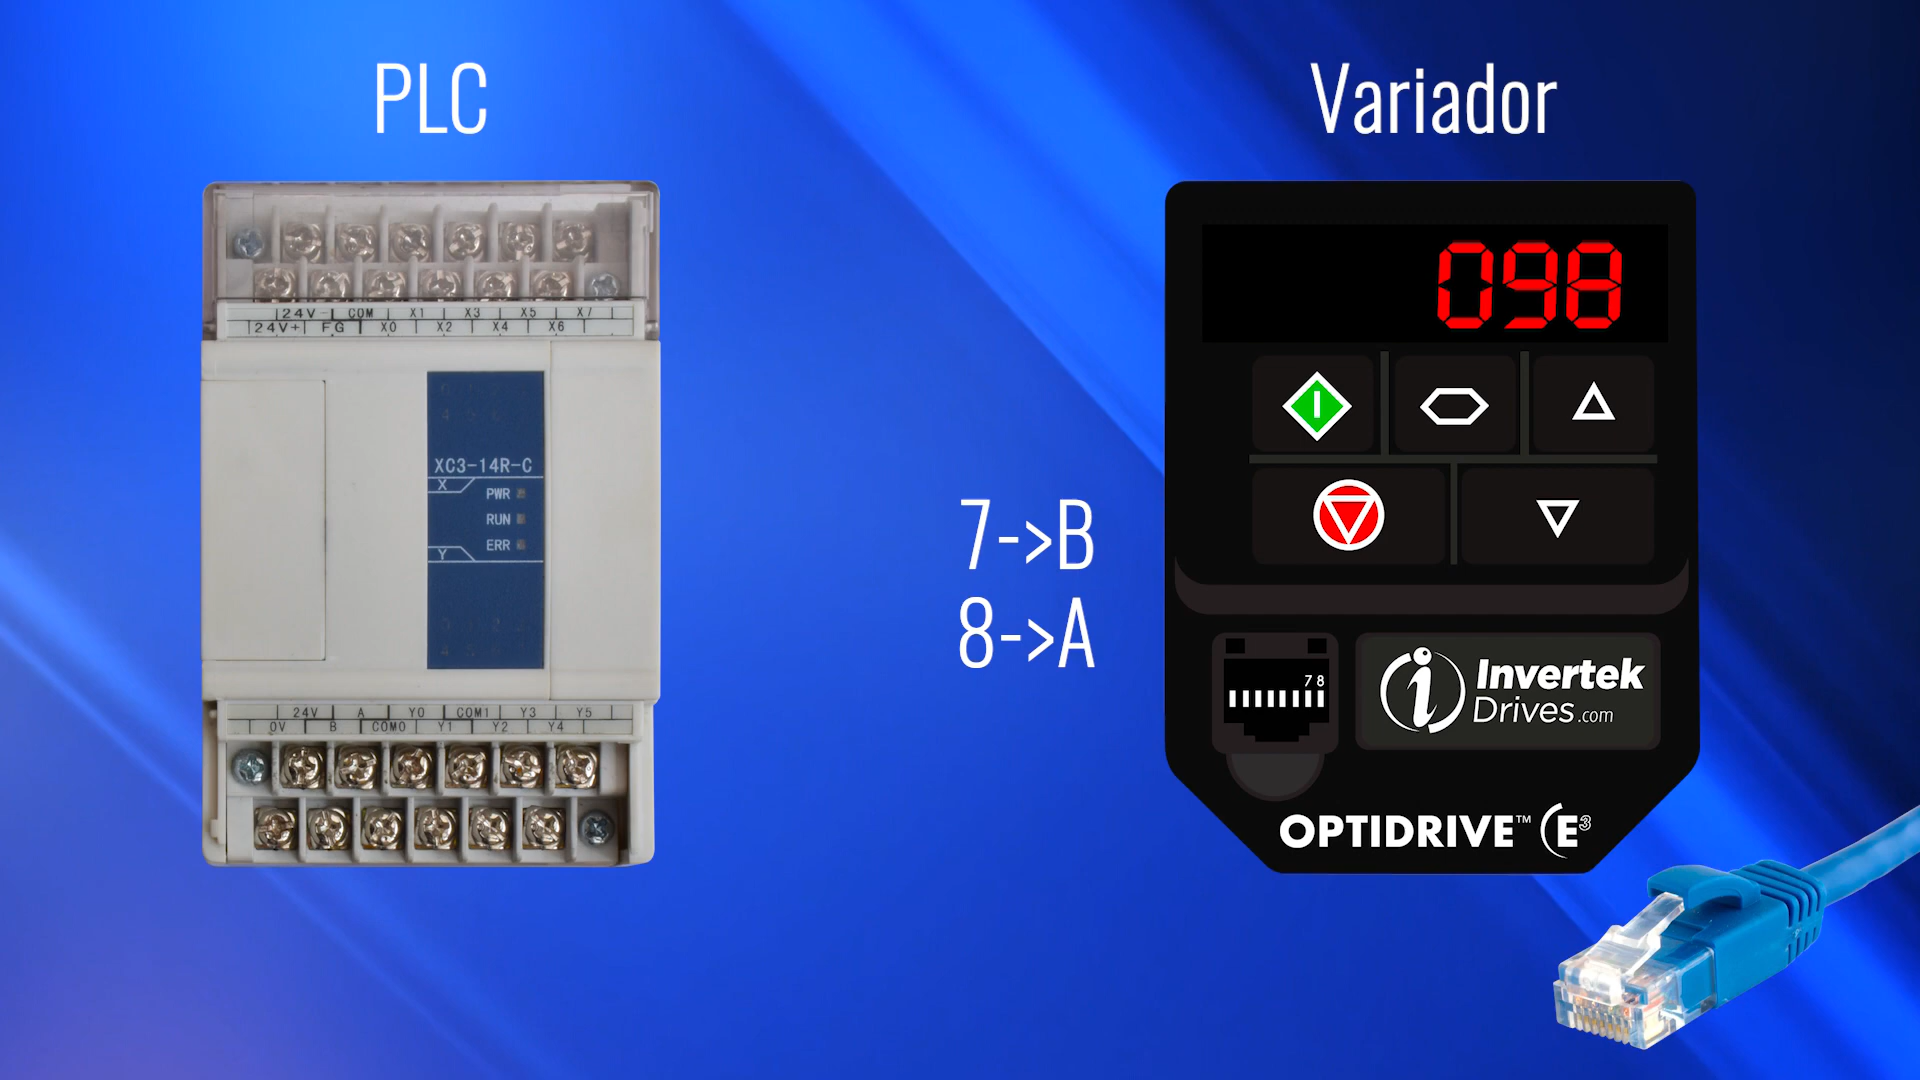 PLC
Variador
098
24V- COM X1 X3 X5 X7
24V+ FG X0 X2 X4 X6
XC3-14R-C
X
PWR
RUN
ERR
Y
7->B
8->A
7 8
Invertek
Drives.com
24V A Y0 COM1 Y3 Y5
0V B COM0 Y1 Y2 Y4
OPTIDRIVE™ E³